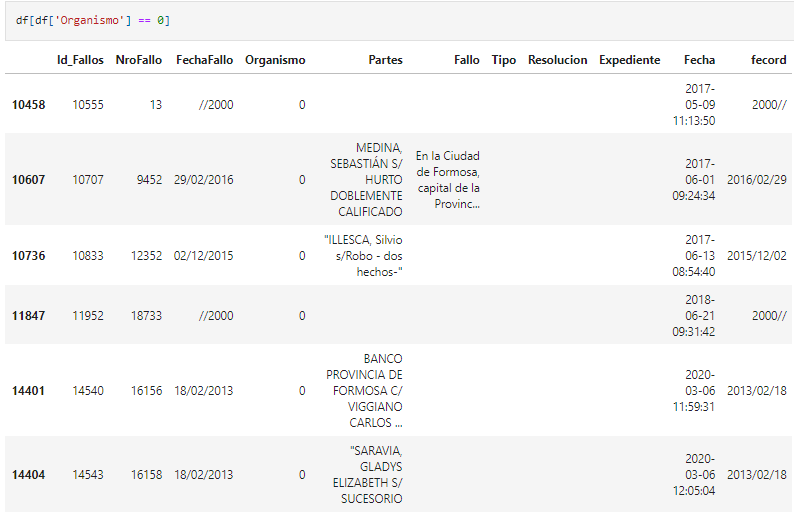 df[df['Organismo'] == 0]
Id_Fallos NroFallo FechaFallo Organismo Partes Fallo Tipo Resolucion Expediente Fecha fecord
10458 10555 13 //2000 0 2017-05-09 11:13:50 2000//
10607 10707 9452 29/02/2016 0 MEDINA, SEBASTIÁN S/ HURTO DOBLEMENTE CALIFICADO En la Ciudad de Formosa, capital de la Provinc... 2017-06-01 09:24:34 2016/02/29
10736 10833 12352 02/12/2015 0 "ILLESCA, Silvio s/Robo - dos hechos-" 2017-06-13 08:54:40 2015/12/02
11847 11952 18733 //2000 0 2018-06-21 09:31:42 2000//
14401 14540 16156 18/02/2013 0 BANCO PROVINCIA DE FORMOSA C/ VIGGIANO CARLOS ... 2020-03-06 11:59:31 2013/02/18
14404 14543 16158 18/02/2013 0 "SARAVIA, GLADYS ELIZABETH S/ SUCESORIO 2020-03-06 12:05:04 2013/02/18